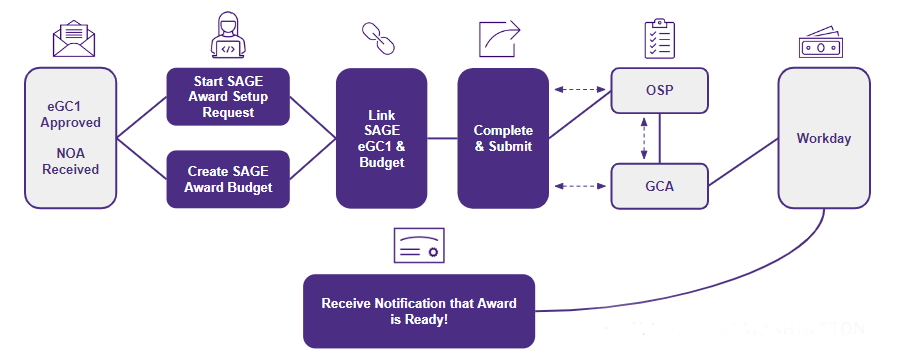 eGC1
Approved
NOA
Received
Start SAGE
Award Setup
Request
Create SAGE
Award Budget
Link
SAGE
eGC1 &
Budget
Complete
& Submit
OSP
GCA
Workday
Receive Notification that Award
is Ready!